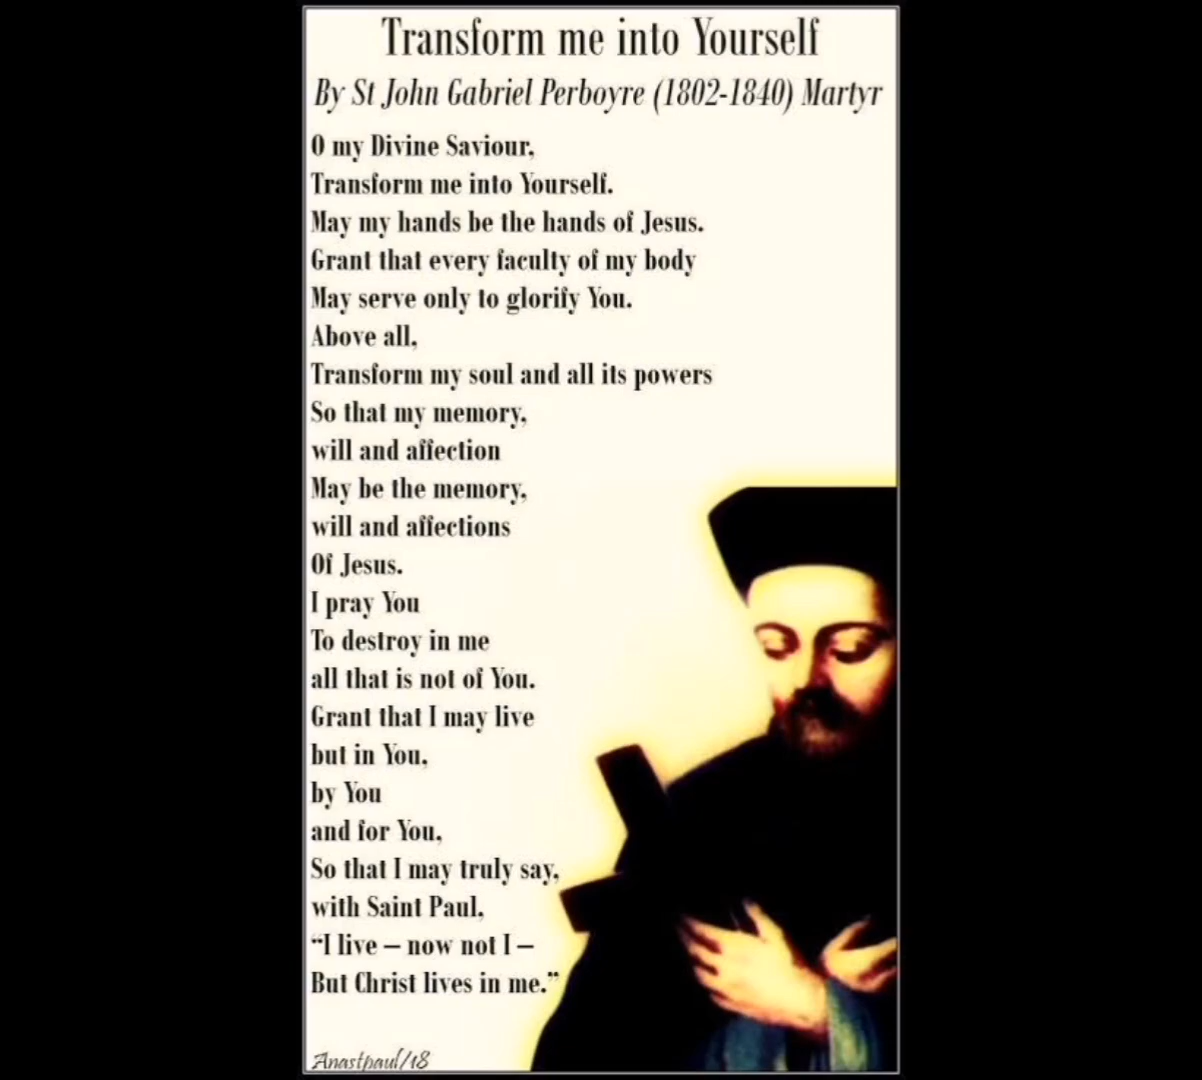 Transform me into Yourself
By St John Gabriel Perboyre (1802-1840) Martyr
O my Divine Saviour,
Transform me into Yourself.
May my hands be the hands of Jesus.
Grant that every faculty of my body
May serve only to glorify You.
Above all,
Transform my soul and all its powers
So that my memory,
will and affection
May be the memory,
will and affections
Of Jesus.
I pray You
To destroy in me
all that is not of You.
Grant that I may live
but in You,
by You
and for You,
So that I may truly say,
with Saint Paul,
“I live – now not I –
But Christ lives in me.”
Anastpaul/18